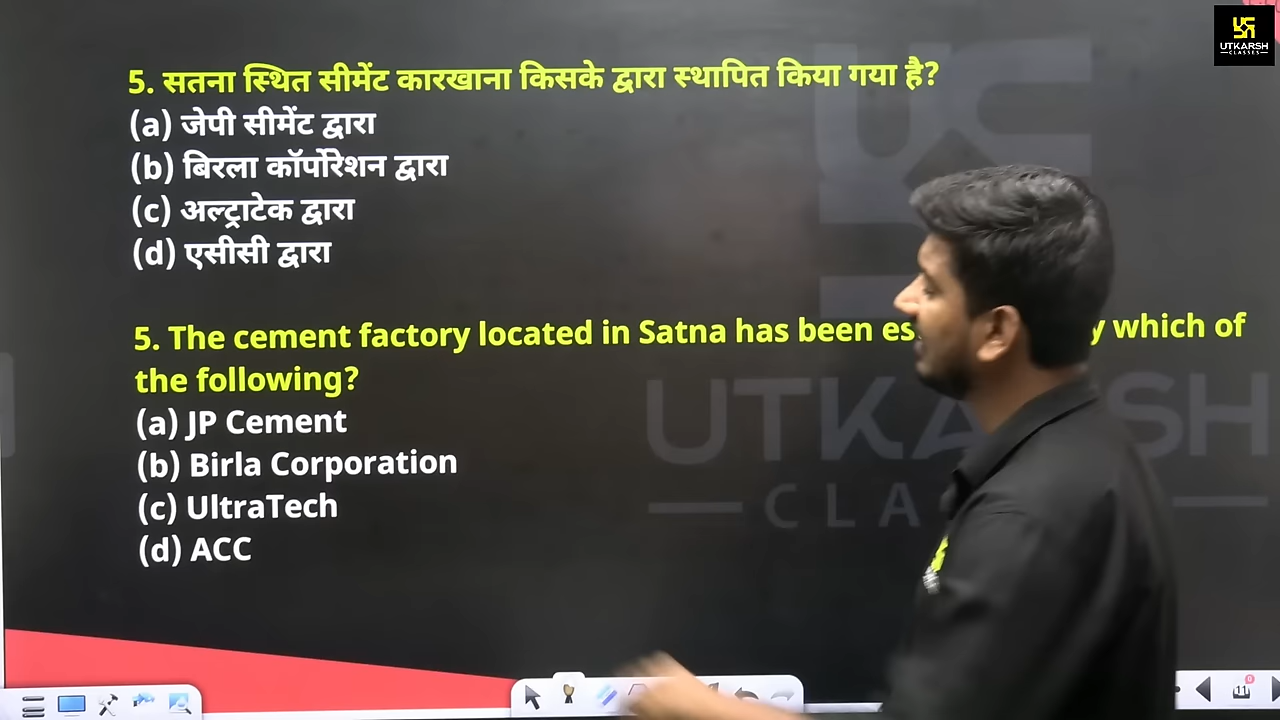 UTKARSH
CLASSES
5. सतना स्थित सीमेंट कारखाना किसके द्वारा स्थापित किया गया है?
(a) जेपी सीमेंट द्वारा
(b) बिरला कॉर्पोरेशन द्वारा
(c) अल्ट्राटेक द्वारा
(d) एसीसी द्वारा
5. The cement factory located in Satna has been which of
the following?
(a) JP Cement
(b) Birla Corporation
(c) UltraTech
(d) ACC
11